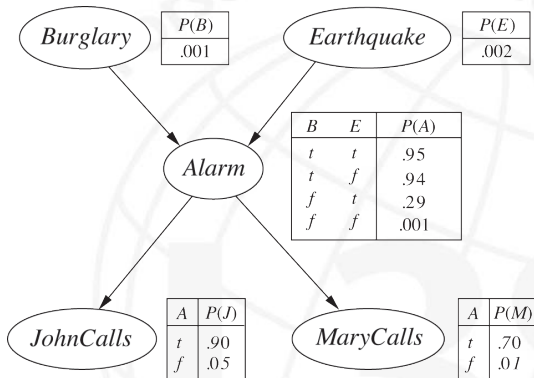 Burglary
P(B)
.001
Earthquake
P(E)
.002
Alarm
B E P(A)
t t .95
t f .94
f t .29
f f .001
JohnCalls
A P(J)
t .90
f .05
MaryCalls
A P(M)
t .70
f .01